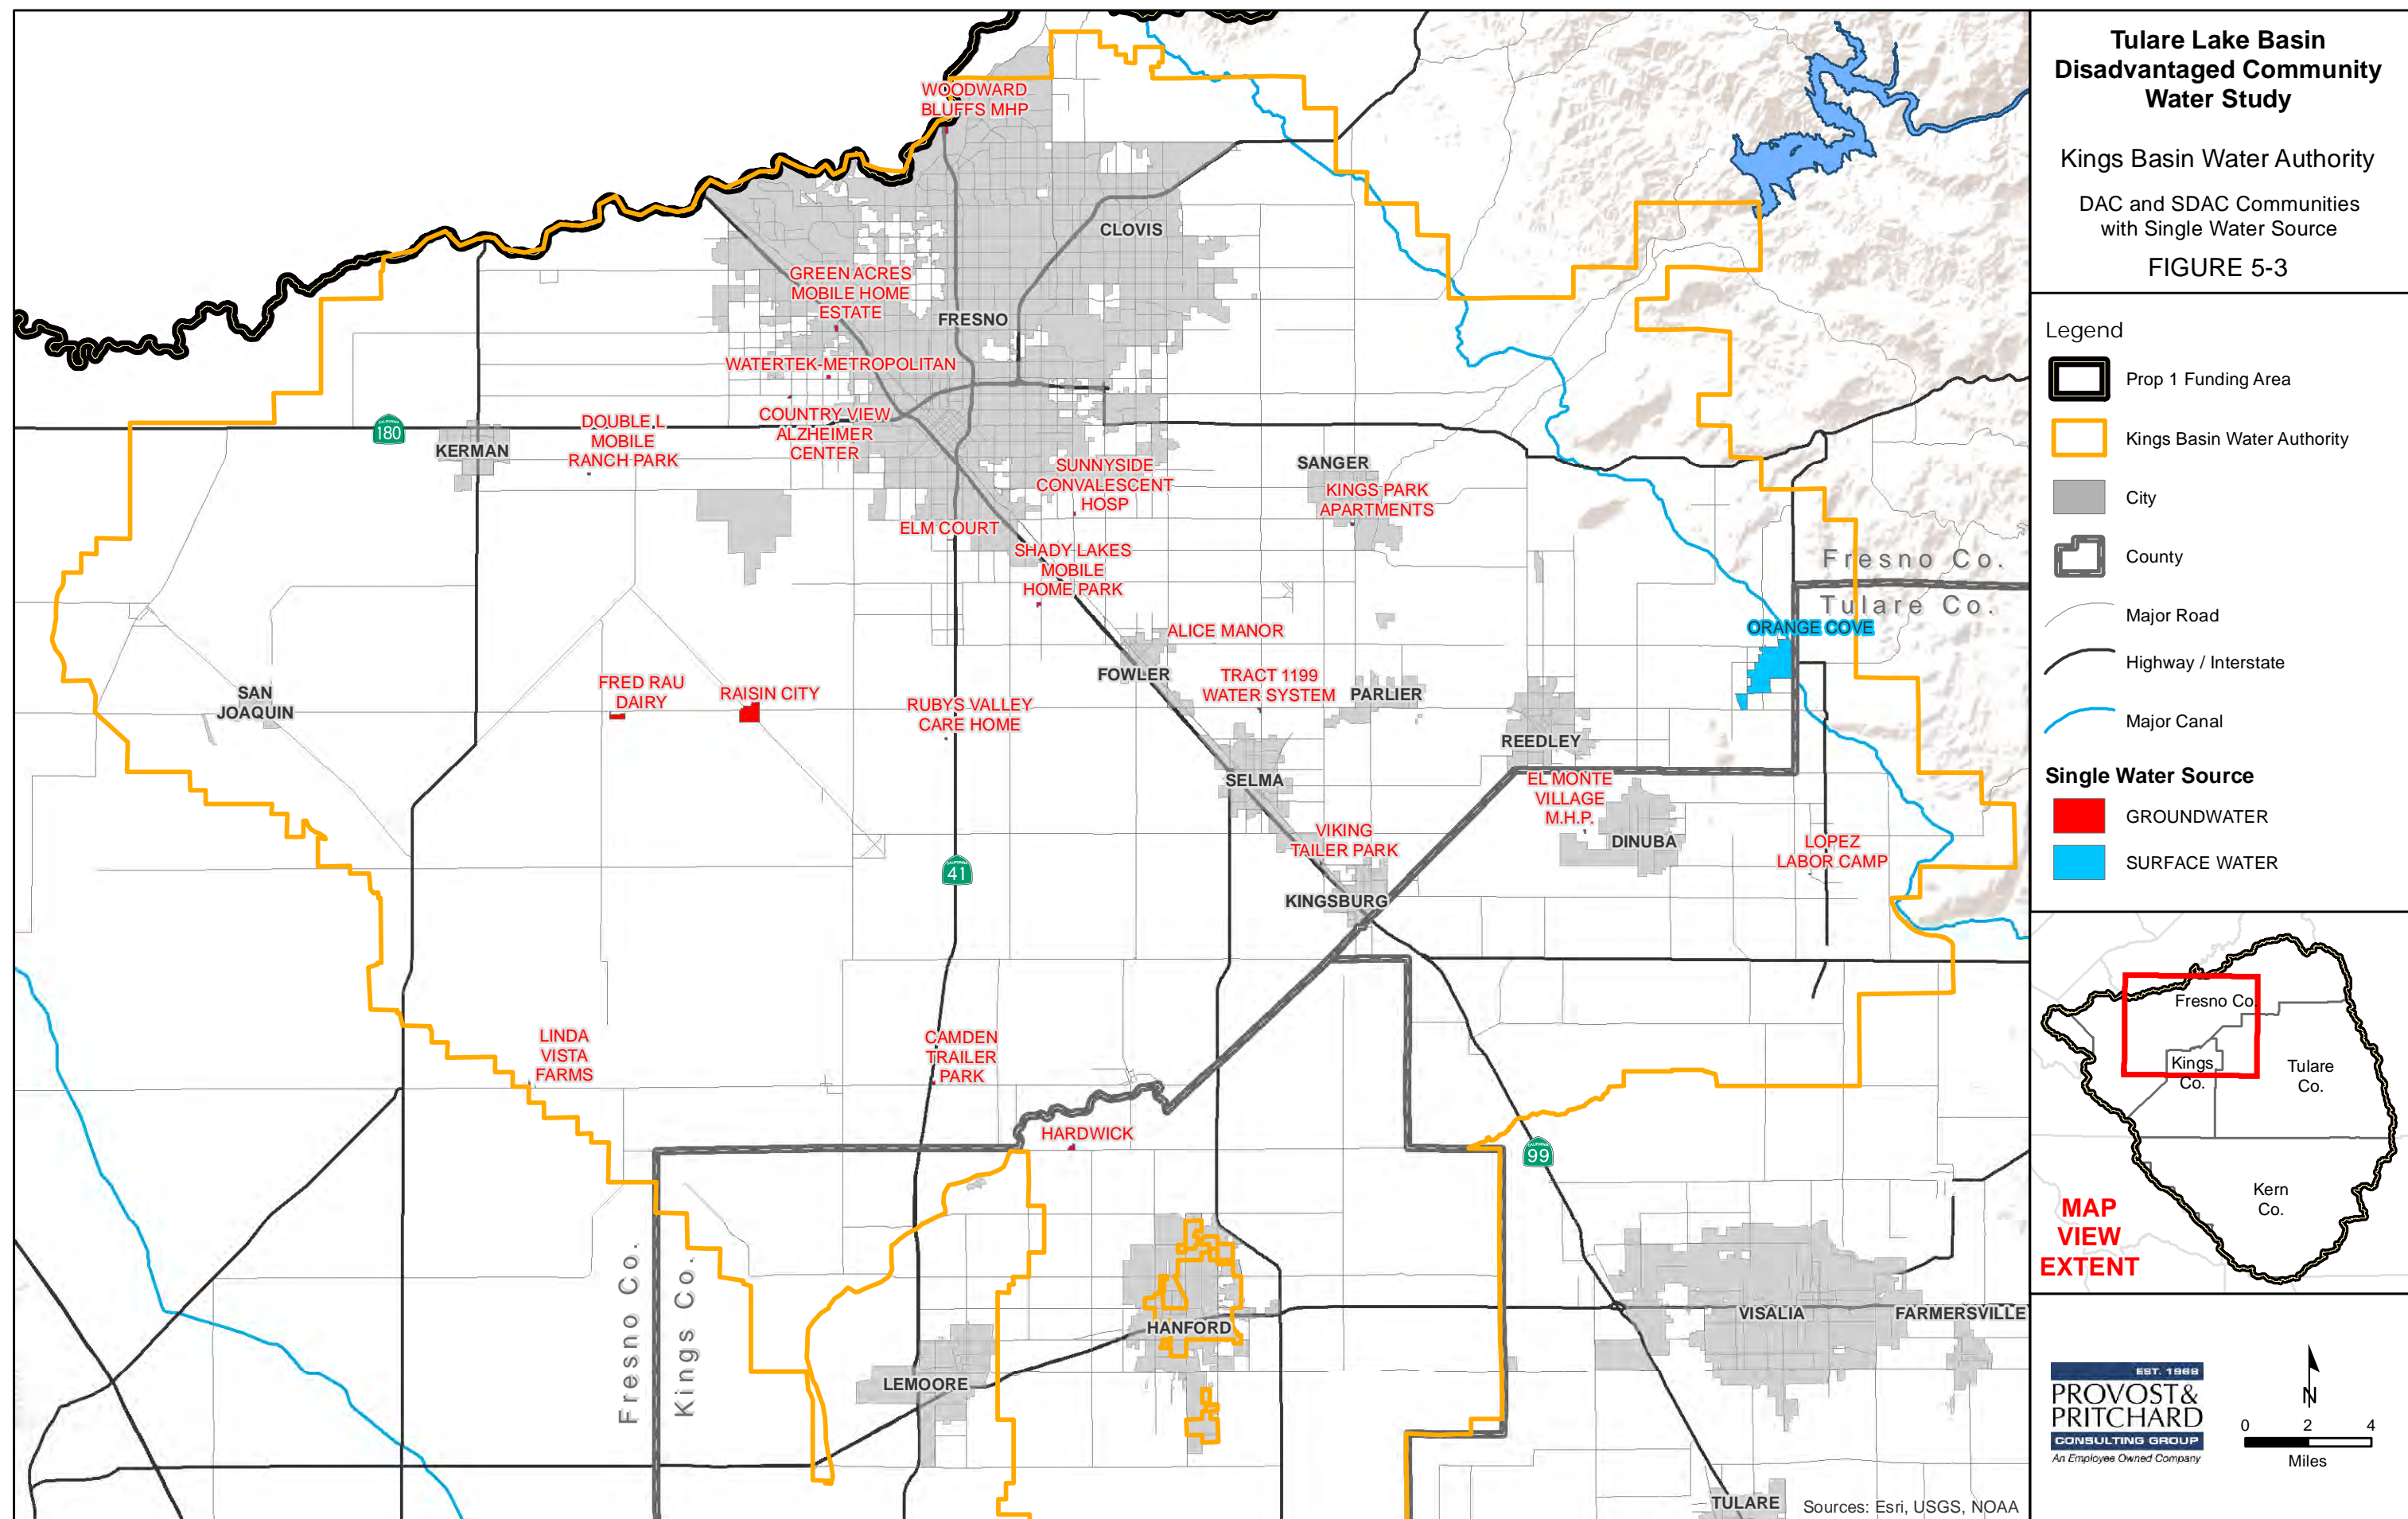 Tulare Lake Basin
Disadvantaged Community
Water Study
Kings Basin Water Authority
DAC and SDAC Communities
with Single Water Source
FIGURE 5-3
Legend
Prop 1 Funding Area
Kings Basin Water Authority
City
County
Major Road
Highway / Interstate
Major Canal
Single Water Source
GROUNDWATER
SURFACE WATER
Fresno Co.
Kings
Co.
Tulare
Co.
Kern
Co.
MAP
VIEW
EXTENT
EST. 1968
PROVOST&
PRITCHARD
CONSULTING GROUP
An Employee Owned Company
N
0 2 4
Miles
WOODWARD
BLUFFS MHP
CLOVIS
GREEN ACRES
MOBILE HOME
ESTATE
FRESNO
WATERTEK-METROPOLITAN
COUNTRY VIEW
ALZHEIMER
CENTER
DOUBLE L
MOBILE
RANCH PARK
CALIFORNIA
180
KERMAN
SUNNYSIDE
CONVALESCENT
HOSP
SANGER
KINGS PARK
APARTMENTS
ELM COURT
SHADY LAKES
MOBILE
HOME PARK
Fresno Co.
Tulare Co.
ORANGE COVE
ALICE MANOR
FOWLER
TRACT 1199
WATER SYSTEM
PARLIER
SAN
JOAQUIN
FRED RAU
DAIRY
RAISIN CITY
RUBYS VALLEY
CARE HOME
REEDLEY
SELMA
EL MONTE
VILLAGE
M.H.P.
DINUBA
VIKING
TAILER PARK
LOPEZ
LABOR CAMP
CALIFORNIA
41
KINGSBURG
LINDA
VISTA
FARMS
CAMDEN
TRAILER
PARK
HARDWICK
CALIFORNIA
99
Fresno Co.
Kings Co.
HANFORD
VISALIA
FARMERSVILLE
LEMOORE
TULARE
Sources: Esri, USGS, NOAA